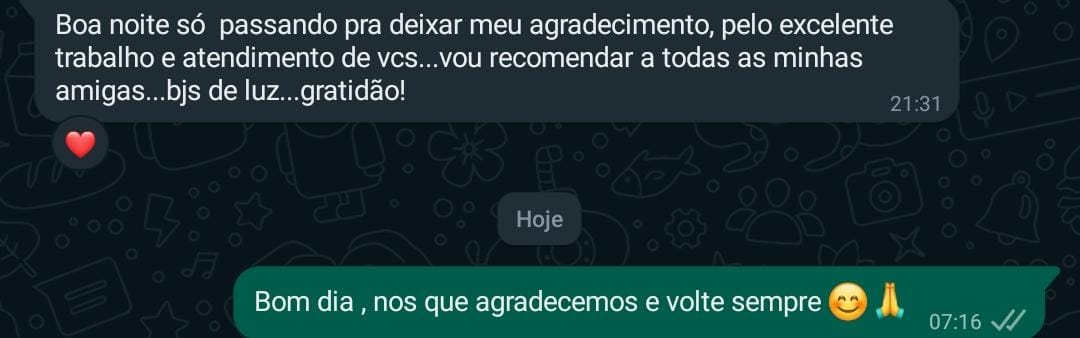 Boa noite só  passando pra deixar meu agradecimento, pelo excelente
trabalho e atendimento de vcs...vou recomendar a todas as minhas
amigas...bjs de luz...gratidão!
21:31
❤️
Hoje
Bom dia , nos que agradecemos e volte sempre 😊🙏
07:16